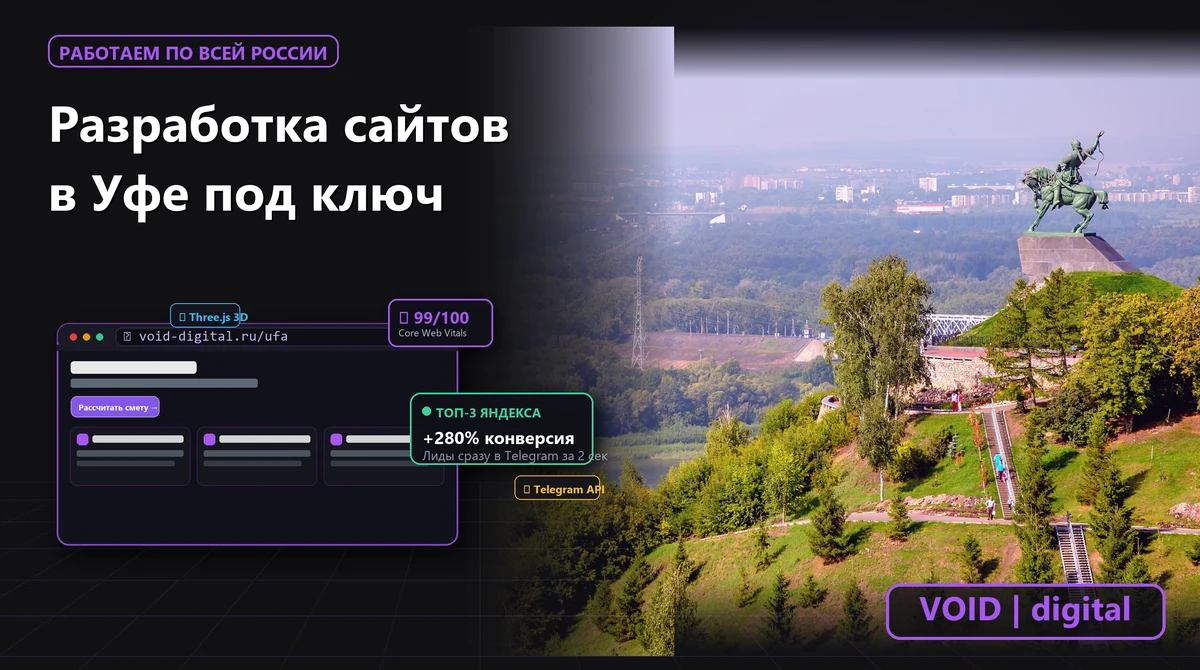 РАБОТАЕМ ПО ВСЕЙ РОССИИ
Разработка сайтов
в Уфе под ключ
Three.js 3D
99/100
Core Web Vitals
void-digital.ru/ufa
Рассчитать смету →
ТОП-3 ЯНДЕКСА
+280% конверсия
Лиды сразу в Telegram за 2 сек
Telegram API
VOID | digital